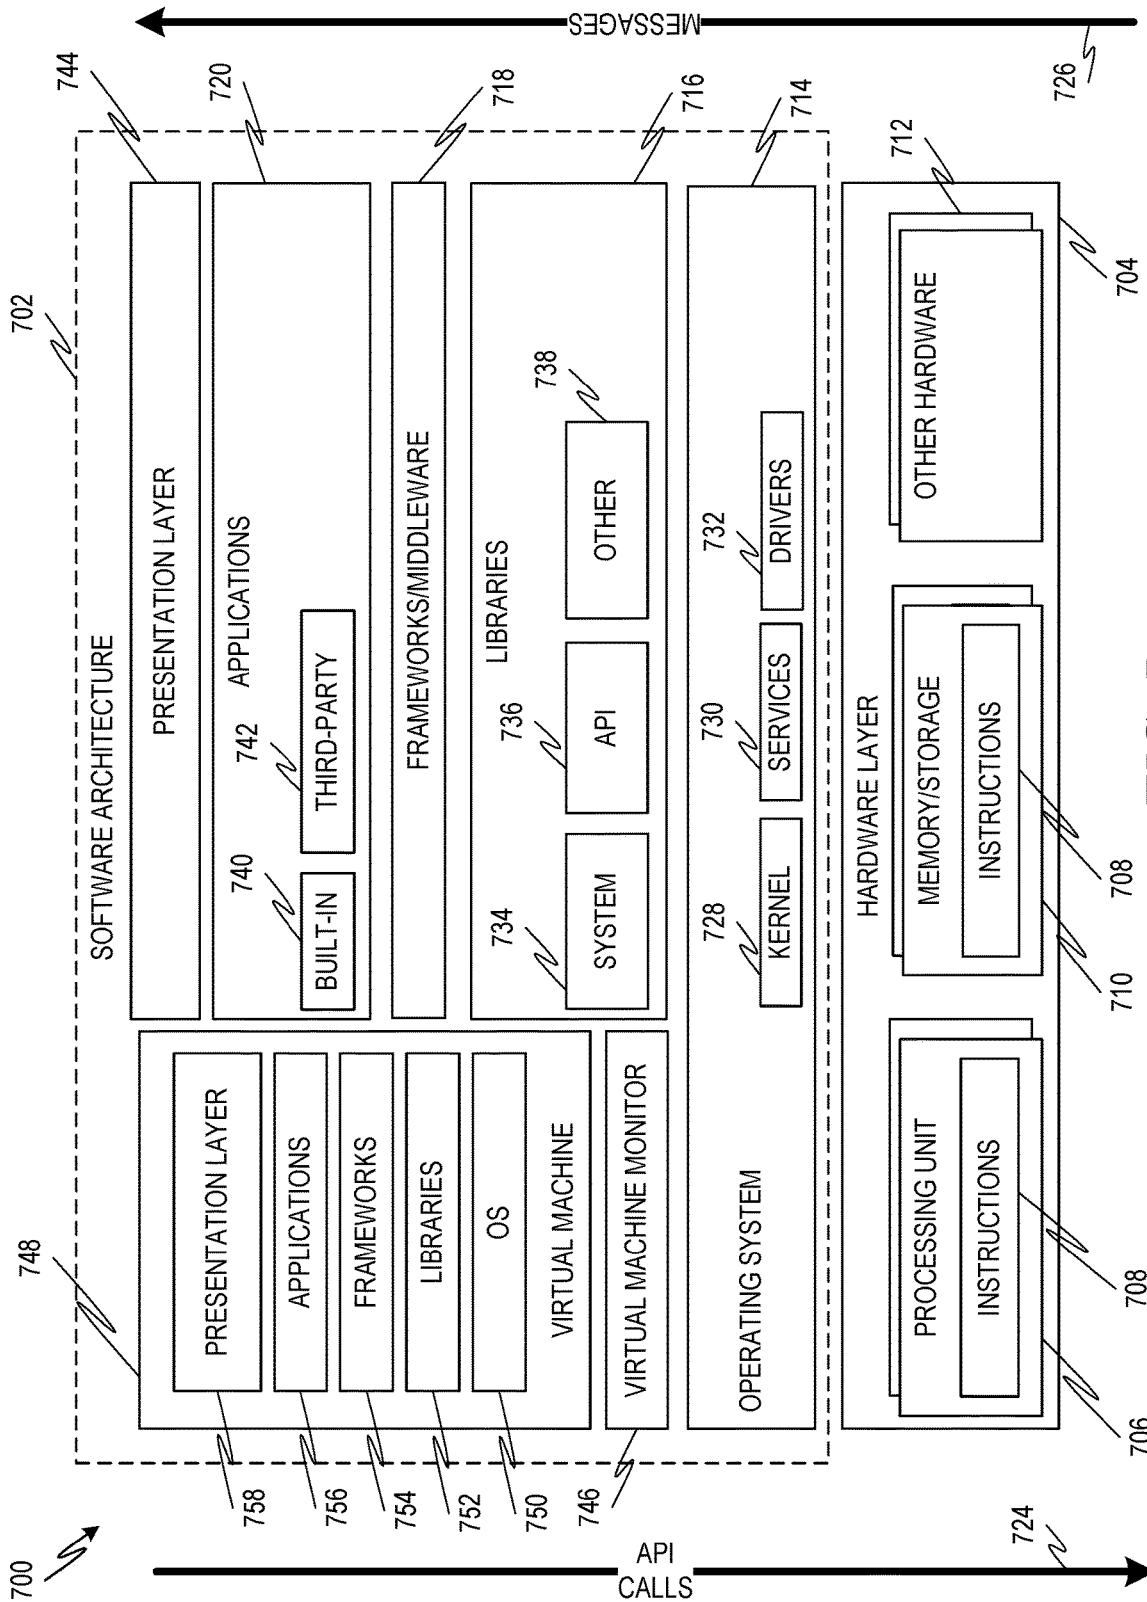 700
702
748
744
SOFTWARE ARCHITECTURE
758
PRESENTATION LAYER
PRESENTATION LAYER
756
APPLICATIONS
740
742
APPLICATIONS
720
BUILT-IN
THIRD-PARTY
754
FRAMEWORKS
FRAMEWORKS/MIDDLEWARE
718
752
LIBRARIES
734
736
LIBRARIES
738
750
OS
VIRTUAL MACHINE
SYSTEM
API
OTHER
746
VIRTUAL MACHINE MONITOR
716
API
CALLS
MESSAGES
728
730
732
OPERATING SYSTEM
KERNEL
SERVICES
DRIVERS
714
HARDWARE LAYER
PROCESSING UNIT
MEMORY/STORAGE
OTHER HARDWARE
712
INSTRUCTIONS
INSTRUCTIONS
724
706
708
710
708
704
726